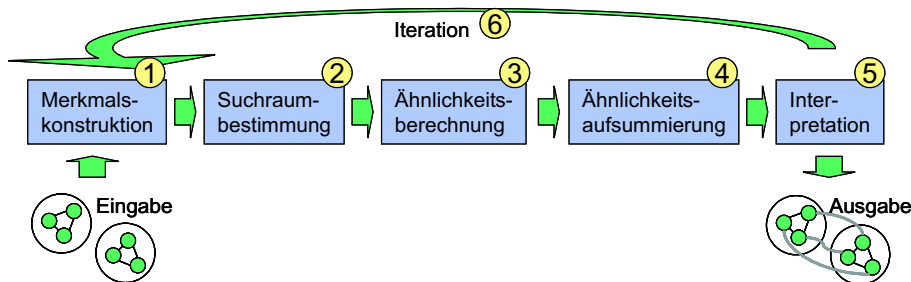 Iteration 6
1
Merkmals-
konstruktion
2
Suchraum-
bestimmung
3
Ähnlichkeits-
berechnung
4
Ähnlichkeits-
aufsummierung
5
Inter-
pretation
Eingabe
Ausgabe